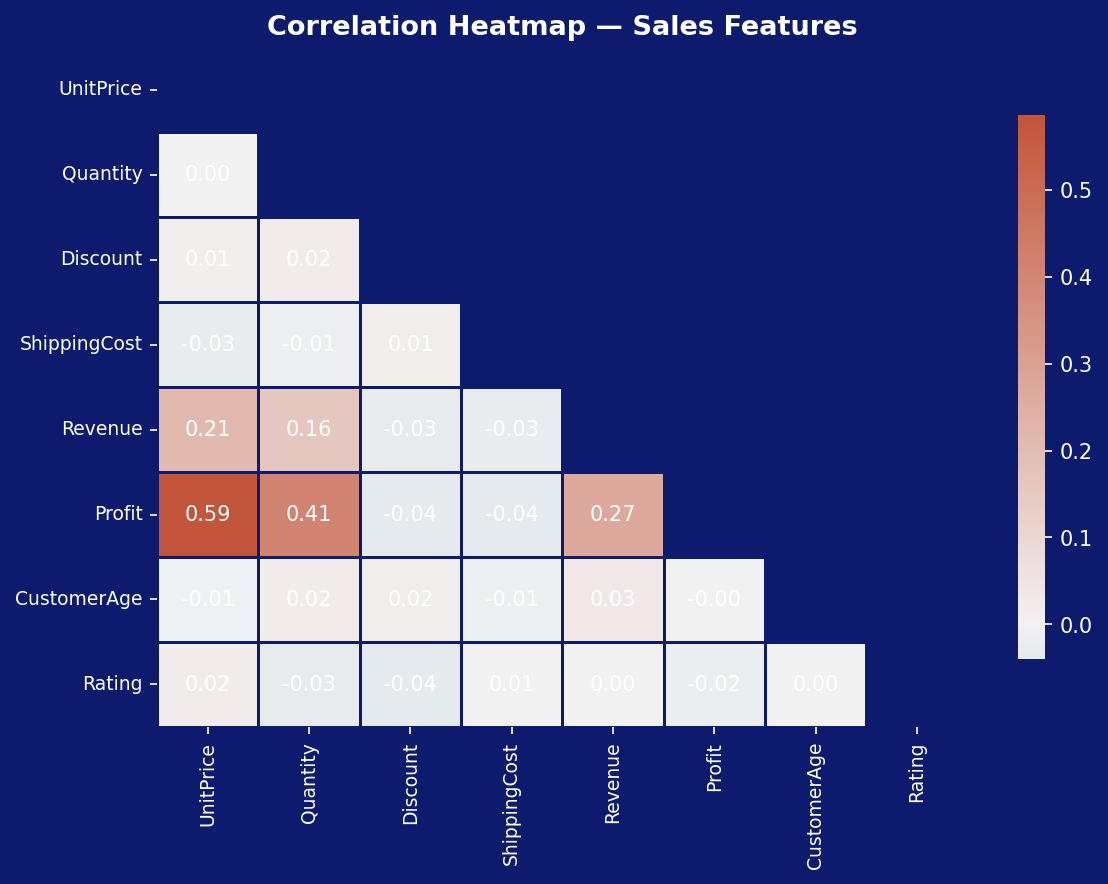 Correlation Heatmap — Sales Features
UnitPrice
Quantity 0.00
Discount 0.01 0.02
ShippingCost -0.03 -0.01 0.01
Revenue 0.21 0.16 -0.03 -0.03
Profit 0.59 0.41 -0.04 -0.04 0.27
CustomerAge -0.01 0.02 0.02 -0.01 0.03 -0.00
Rating 0.02 -0.03 -0.04 0.01 0.00 -0.02 0.00
UnitPrice Quantity Discount ShippingCost Revenue Profit CustomerAge Rating
0.5
0.4
0.3
0.2
0.1
0.0